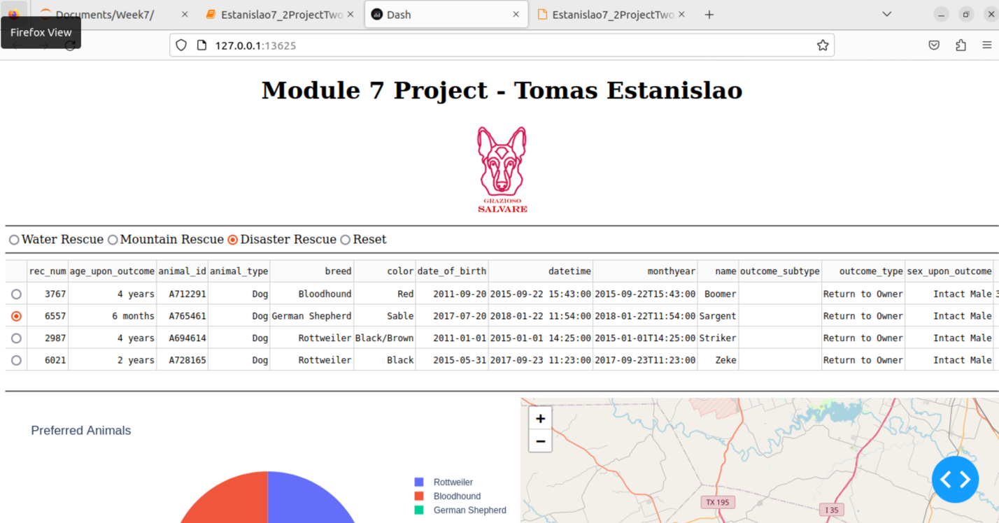 Documents/Week7/
Estanislao7_2ProjectTwo
Dash
Estanislao7_2ProjectTwo.
Firefox View
127.0.0.1:13625
Module 7 Project - Tomas Estanislao
GRAZIOSO
SALVARE
Water Rescue Mountain Rescue Disaster Rescue Reset
rec_num age_upon_outcome animal_id animal_type breed color date_of_birth datetime monthyear name outcome_subtype outcome_type sex_upon_outcome
3767 4 years A712291 Dog Bloodhound Red 2011-09-20 2015-09-22 15:43:00 2015-09-22T15:43:00 Boomer Return to Owner Intact Male
6557 6 months A765461 Dog German Shepherd Sable 2017-07-20 2018-01-22 11:54:00 2018-01-22T11:54:00 Sargent Return to Owner Intact Male
2987 4 years A694614 Dog Rottweiler Black/Brown 2011-01-01 2015-01-01 14:25:00 2015-01-01T14:25:00 Striker Return to Owner Intact Male
6021 2 years A728165 Dog Rottweiler Black 2015-05-31 2017-09-23 11:23:00 2017-09-23T11:23:00 Zeke Return to Owner Intact Male
Preferred Animals
Rottweiler
Bloodhound
German Shepherd
+
−
TX 195
I 35